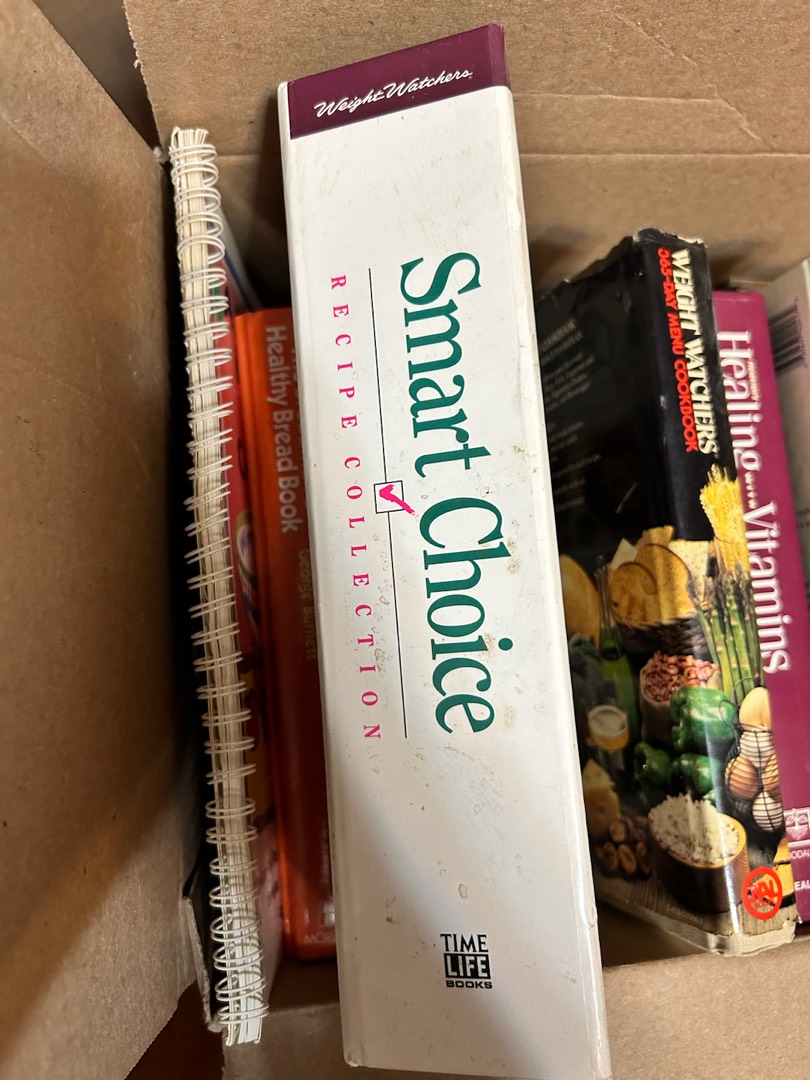 Weight Watchers
Smart Choice
RECIPE COLLECTION
TIME
LIFE
BOOKS
Healthy Bread Book
WEIGHT WATCHERS
365-DAY MENU COOKBOOK
Healing WITH Vitamins